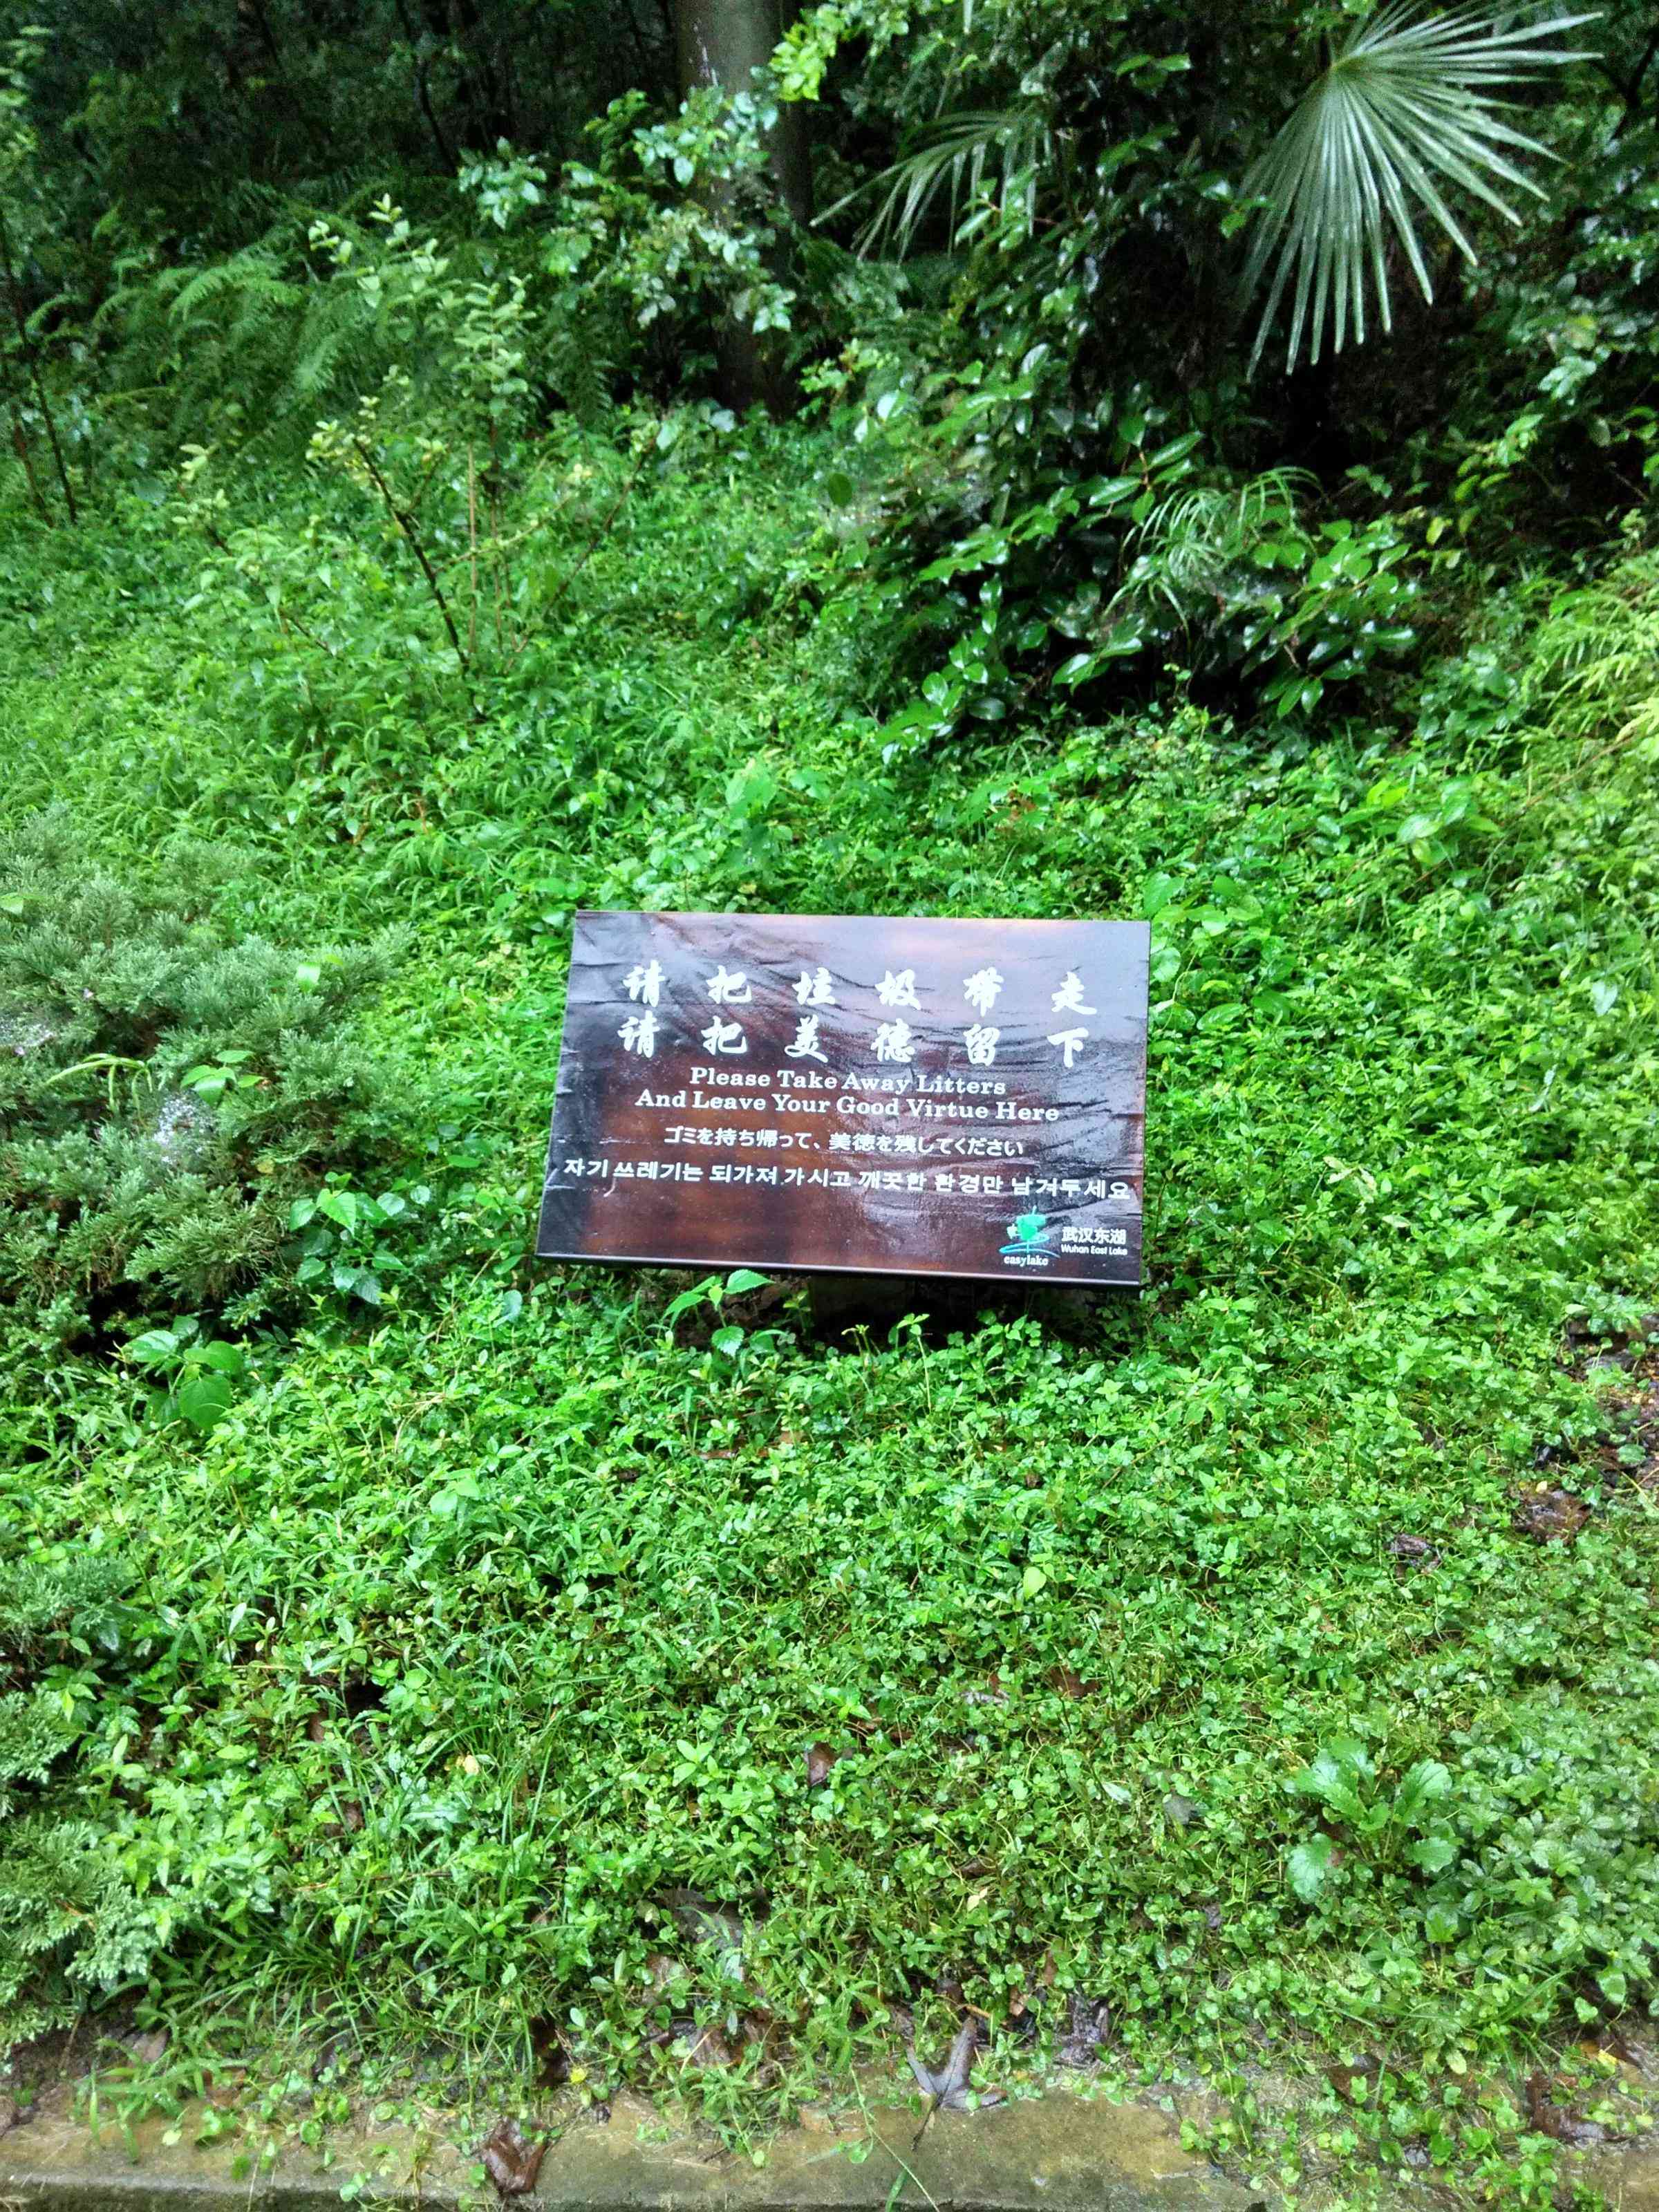 请把垃圾带走
请把美德留下
Please Take Away Litters
And Leave Your Good Virtue Here
ゴミを持ち帰って、美徳を残してください
자기 쓰레기는 되가져 가시고 깨끗한 환경만 남겨두세요
武汉东湖
Wuhan East Lake
easylake